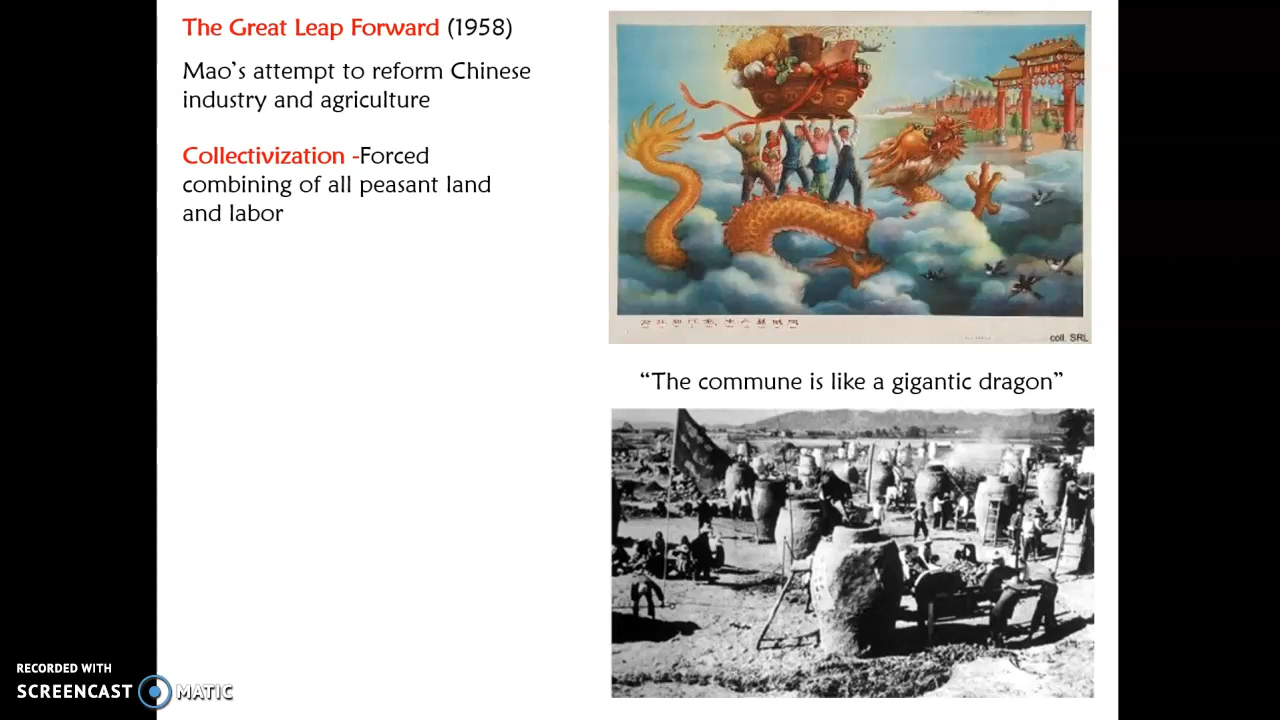 The Great Leap Forward (1958)
Mao's attempt to reform Chinese
industry and agriculture
Collectivization -Forced
combining of all peasant land
and labor
coll. SRL
“The commune is like a gigantic dragon”
RECORDED WITH
SCREENCAST MATIC